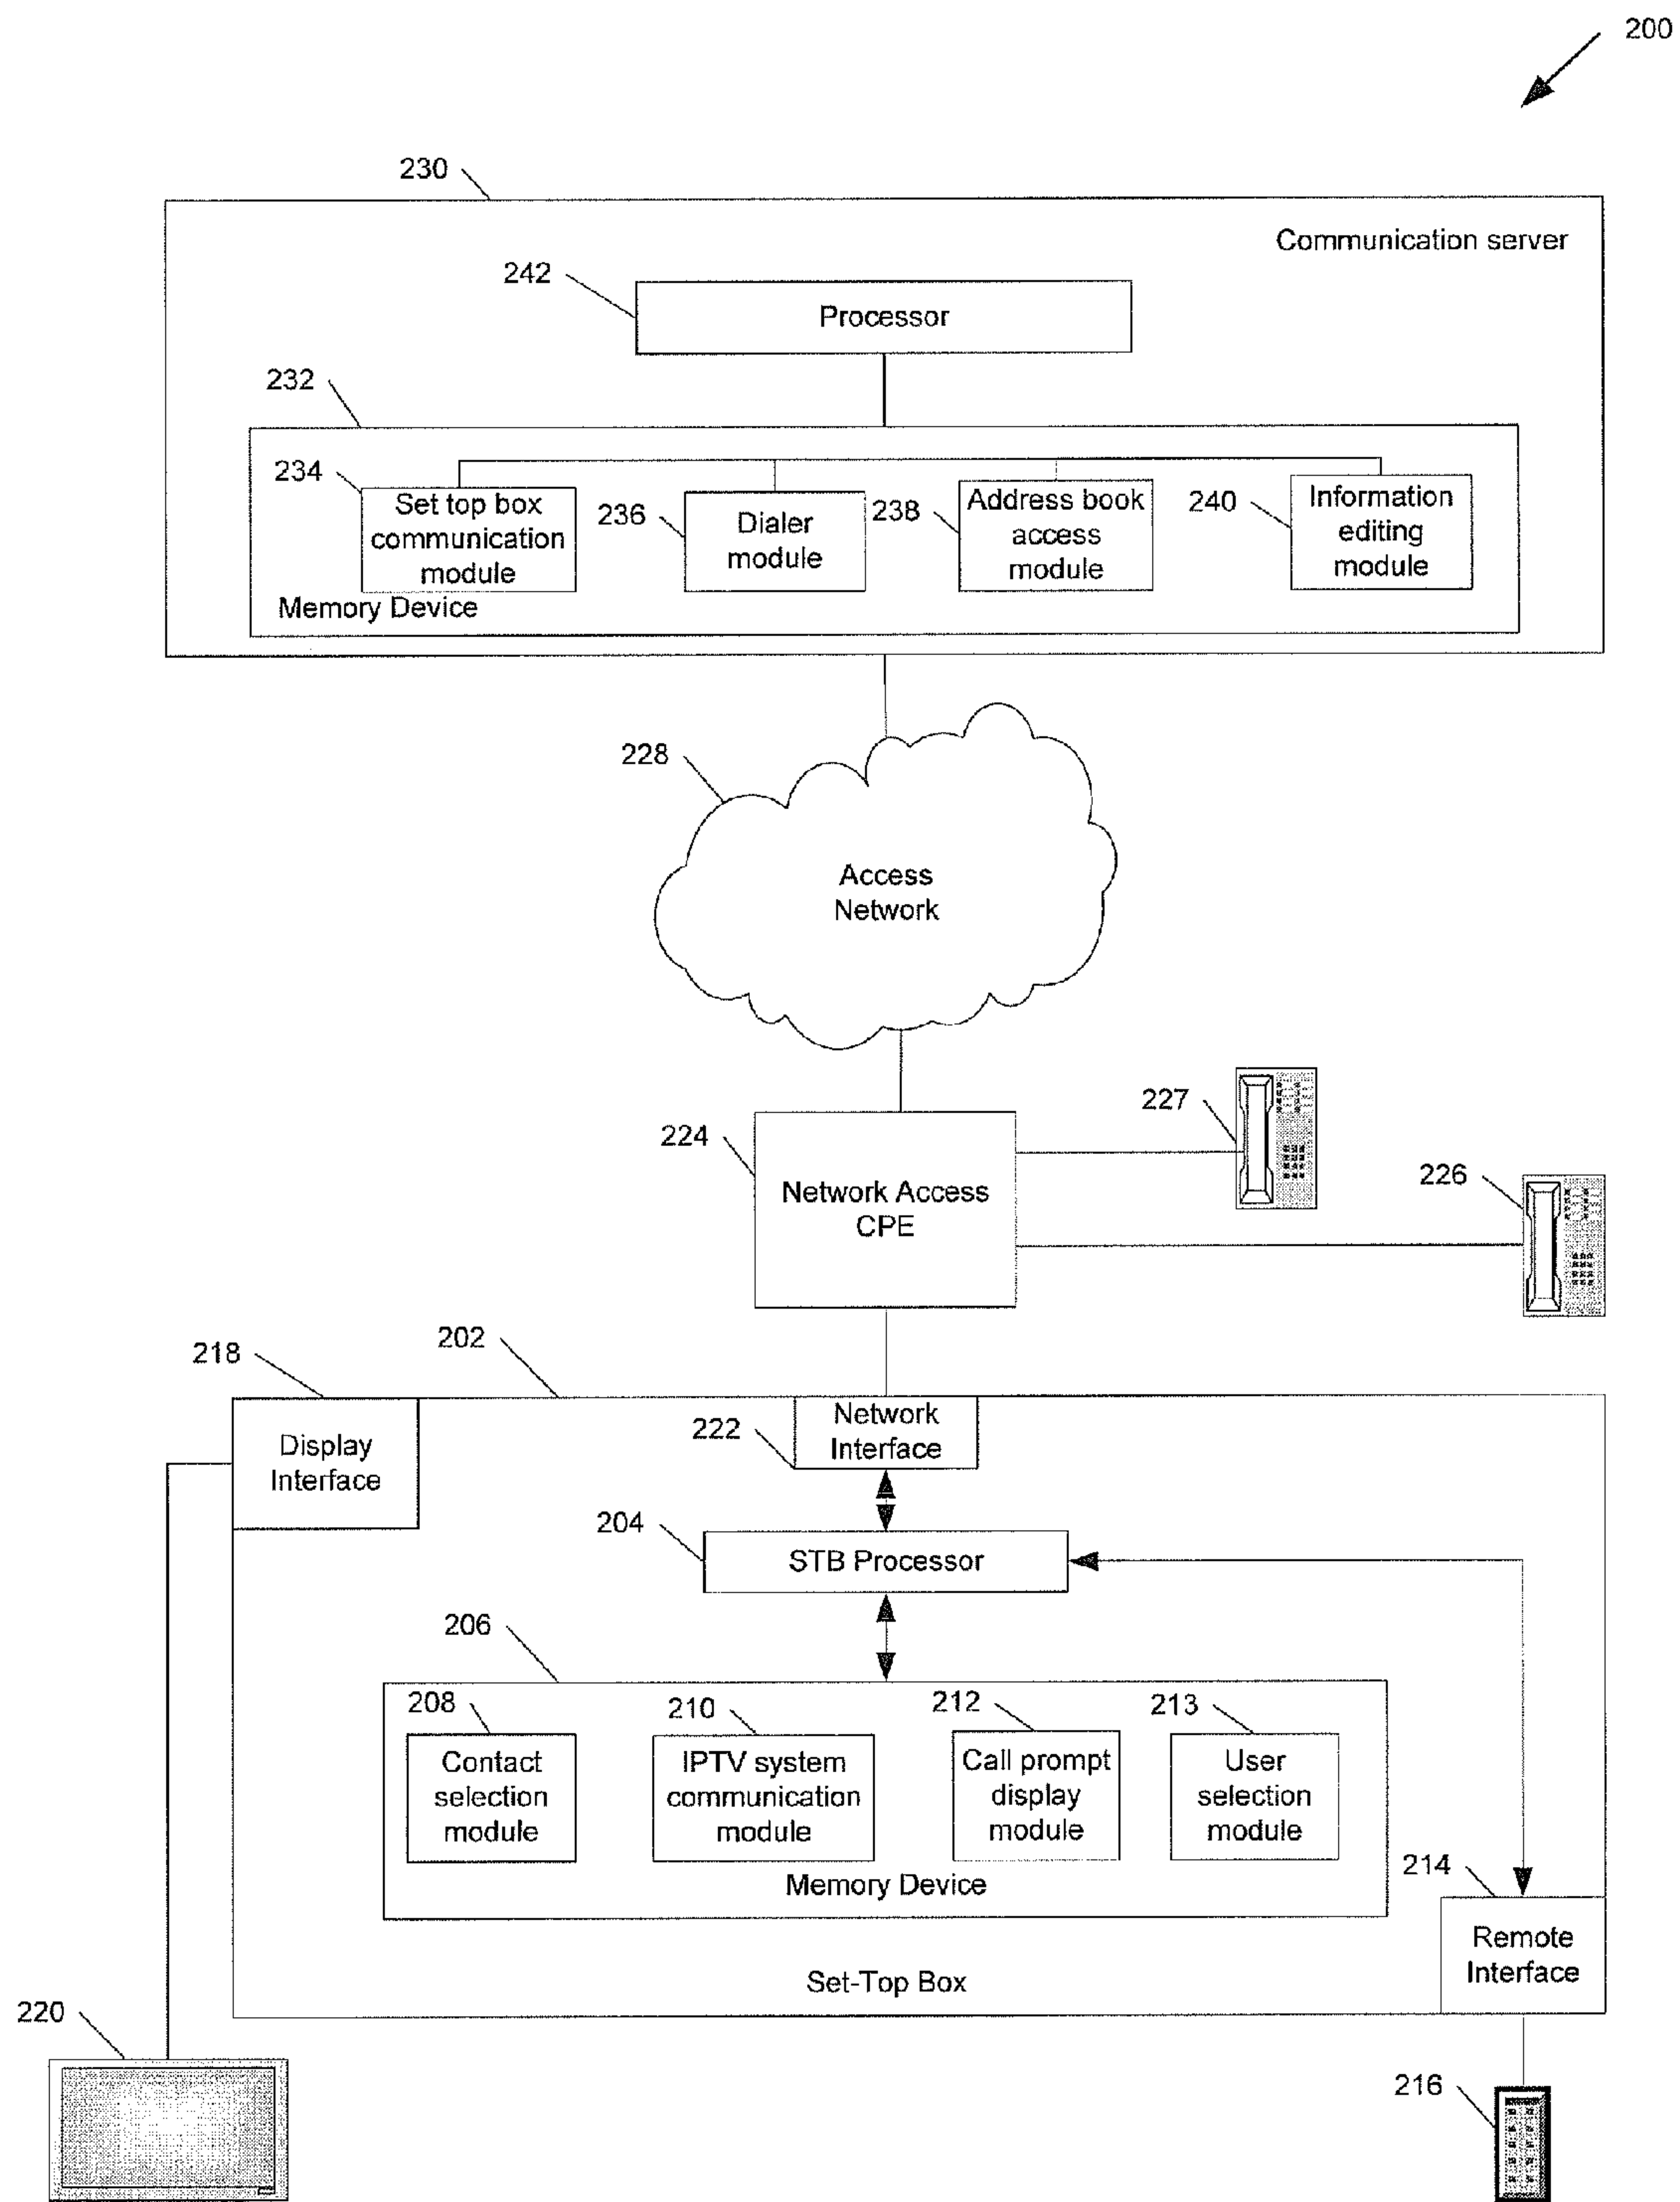 200
230
Communication server
242
Processor
232
234
Set top box
communication
module
236
Dialer
module
238
Address book
access
module
240
Information
editing
module
Memory Device
228
Access
Network
227
224
Network Access
CPE
226
202
218
Display
Interface
222
Network
Interface
204
STB Processor
206
208
Contact
selection
module
210
IPTV system
communication
module
212
Call prompt
display
module
213
User
selection
module
Memory Device
214
Remote
Interface
Set-Top Box
220
216